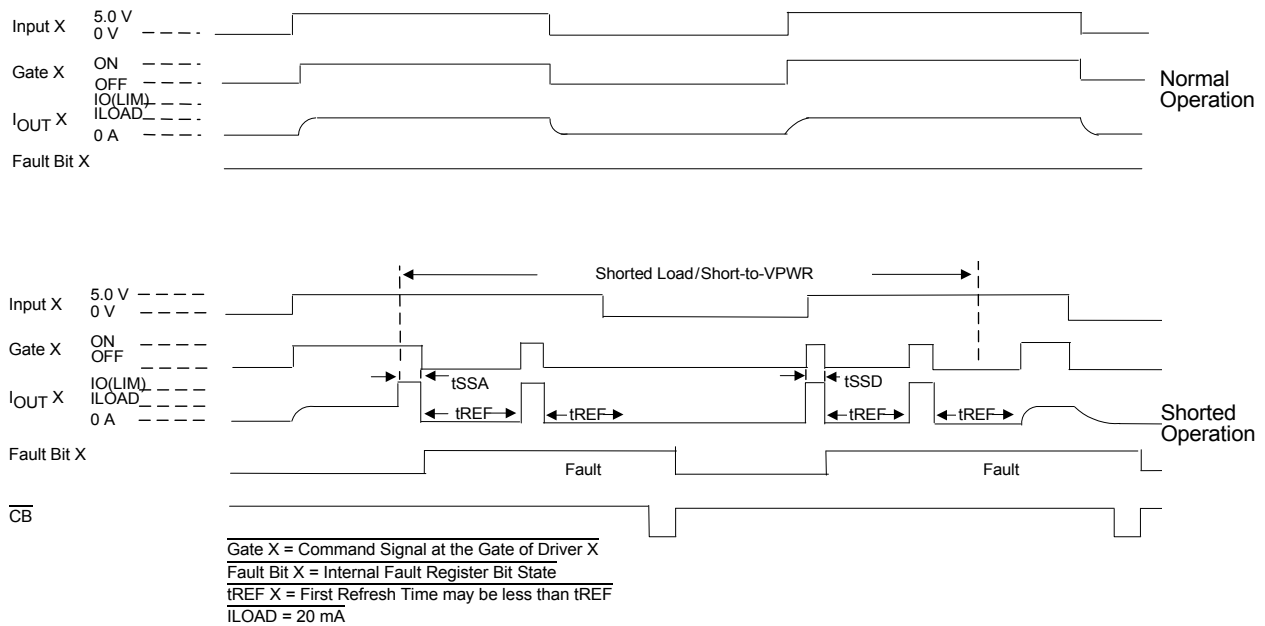 Input X 5.0 V
0 V
Gate X ON
OFF
IO(LIM)
ILOAD
IOUT X
0 A
Normal
Operation
Fault Bit X
Shorted Load/Short-to-VPWR
Input X 5.0 V
0 V
Gate X ON
OFF
tSSA tSSD
IO(LIM)
ILOAD
IOUT X
0 A
tREF tREF tREF tREF
Shorted
Operation
Fault Bit X
Fault Fault
CB
Gate X = Command Signal at the Gate of Driver X
Fault Bit X = Internal Fault Register Bit State
tREF X = First Refresh Time may be less than tREF
ILOAD = 20 mA